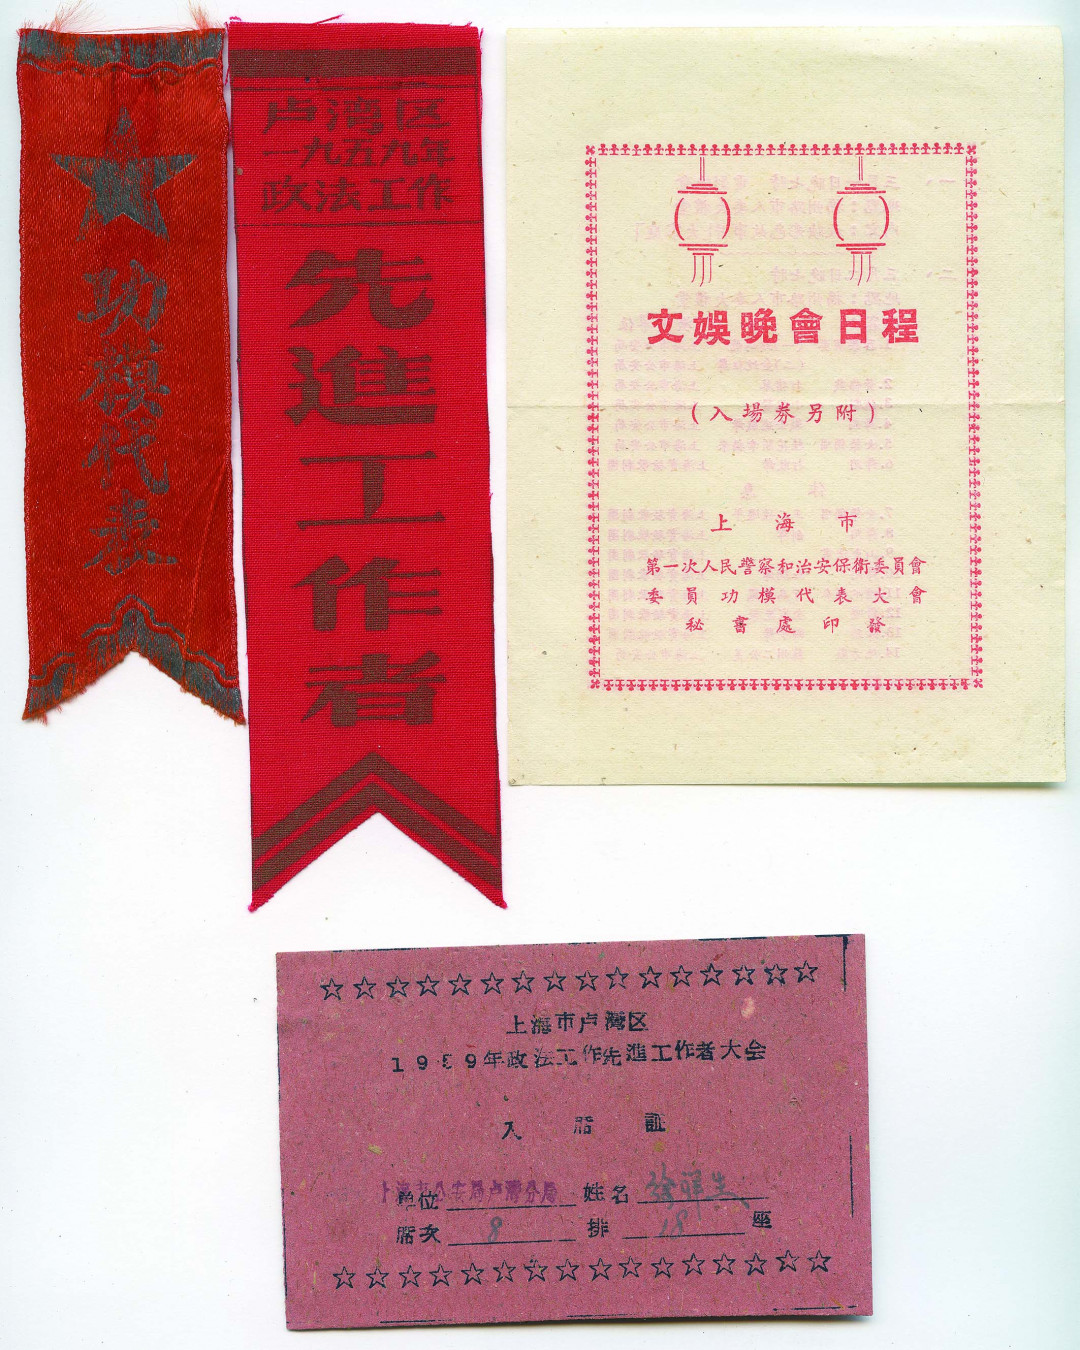 功模代表
卢湾区
一九五九年
政法工作
先進工作者
文娱晚會日程
(入場券另附)
上海市
第一次人民警察和治安保衛委員會
委員功模代表大會
秘書處印發
上海市卢湾区
1959年政法工作先進工作者大会
入席証
单位 上海市公安局卢湾分局 姓名
席次 8 排 18 座